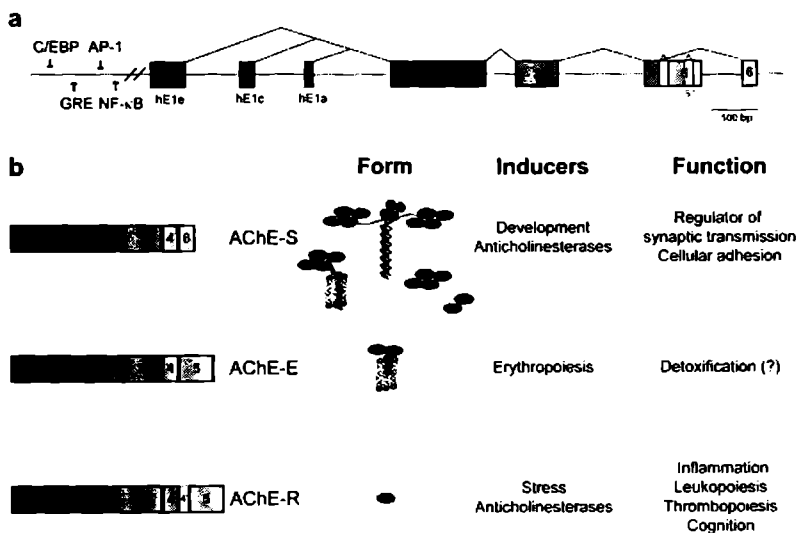 a
C/EBP AP-1
GRE NF-κB
hE1e hE1c hE1a
6
100 bp
b
Form Inducers Function
4 6 AChE-S
Development
Anticholinesterases
Regulator of
synaptic transmission
Cellular adhesion
5 AChE-E
Erythropoiesis
Detoxification (?)
AChE-R
Stress
Anticholinesterases
Inflammation
Leukopoiesis
Thrombopoiesis
Cognition